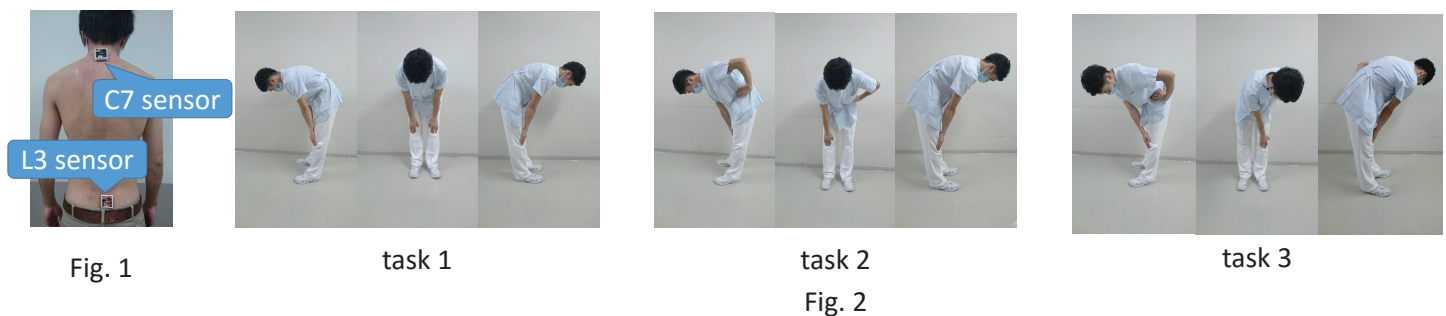 C7 sensor
L3 sensor
Fig. 1
task 1
task 2
task 3
Fig. 2